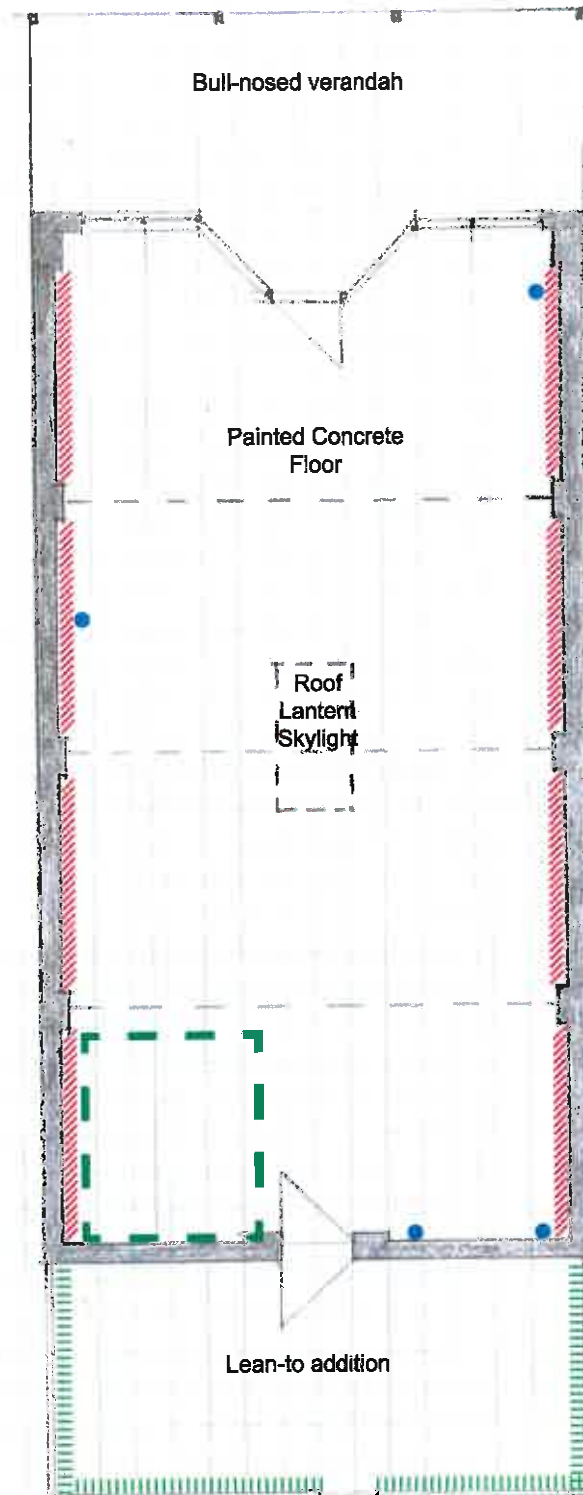 Bull-nosed verandah
Painted Concrete
Floor
Roof
Lantern
Skylight
Lean-to addition